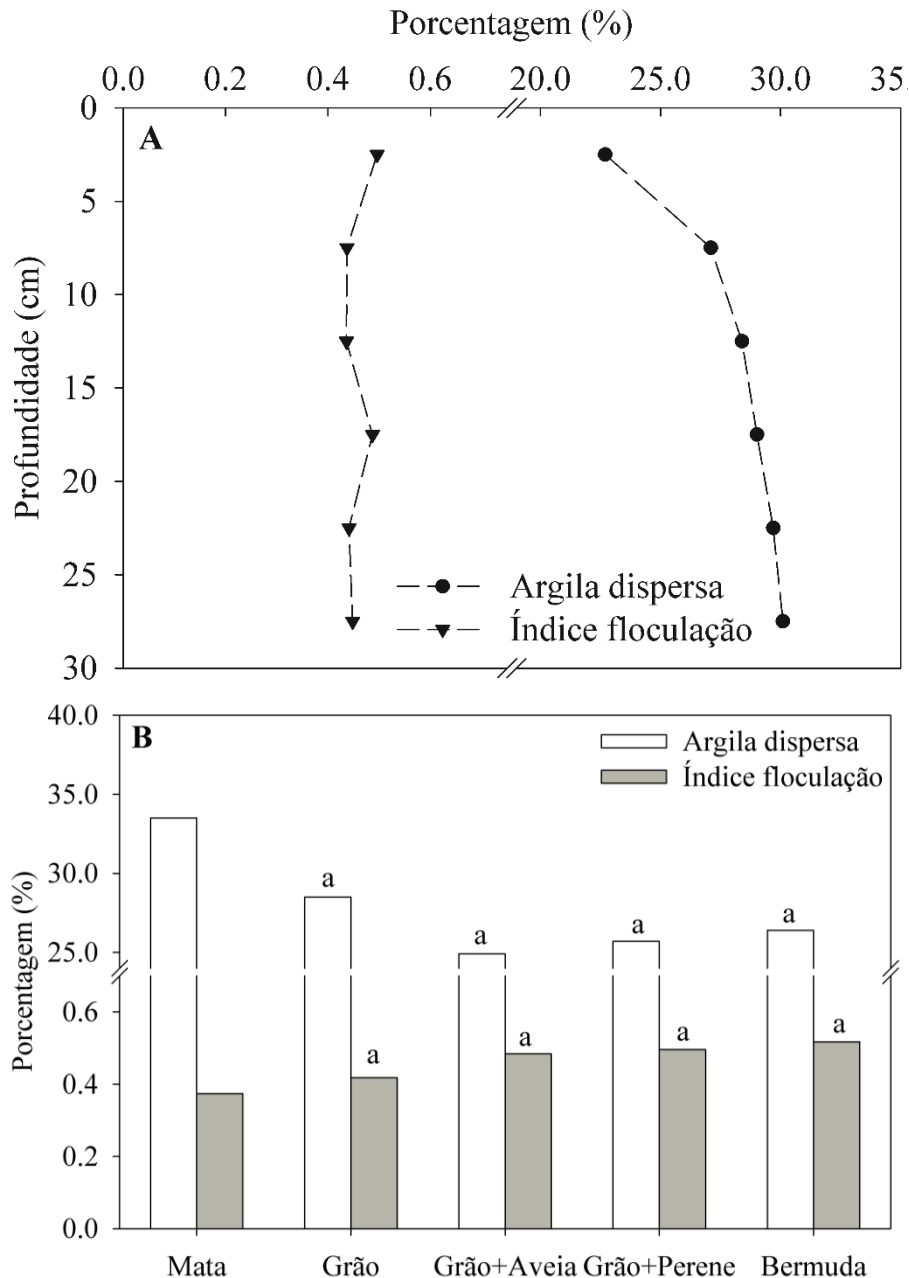 Porcentagem (%)
0.0 0.2 0.4 0.6 20.0 25.0 30.0 35.
0
A
5
10
15
20
25
30
Profundidade (cm)
Argila dispersa
Índice floculação
40.0
B
35.0
30.0
25.0
0.6
0.4
0.2
0.0
Porcentagem (%)
Argila dispersa
Índice floculação
a a a a
a a a a
Mata Grão Grão+Aveia Grão+Perene Bermuda